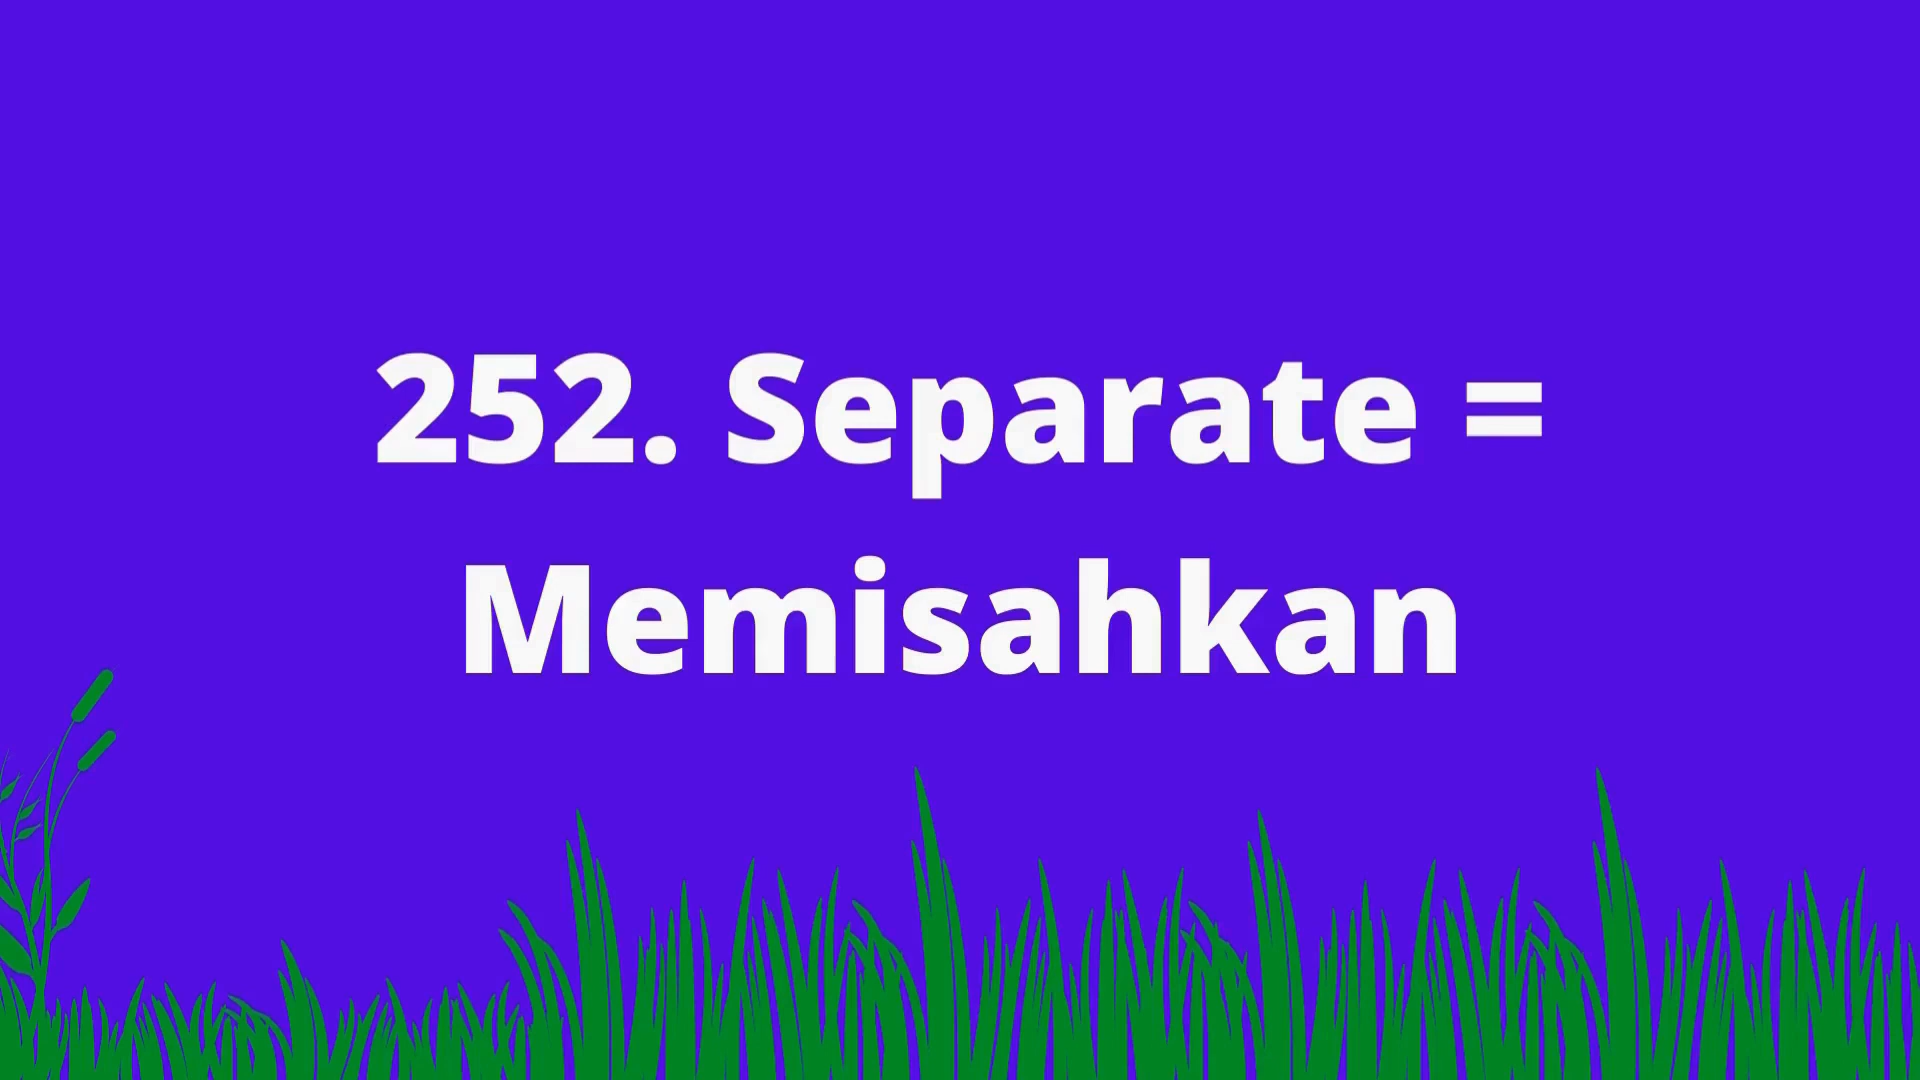 252. Separate =
Memisahkan